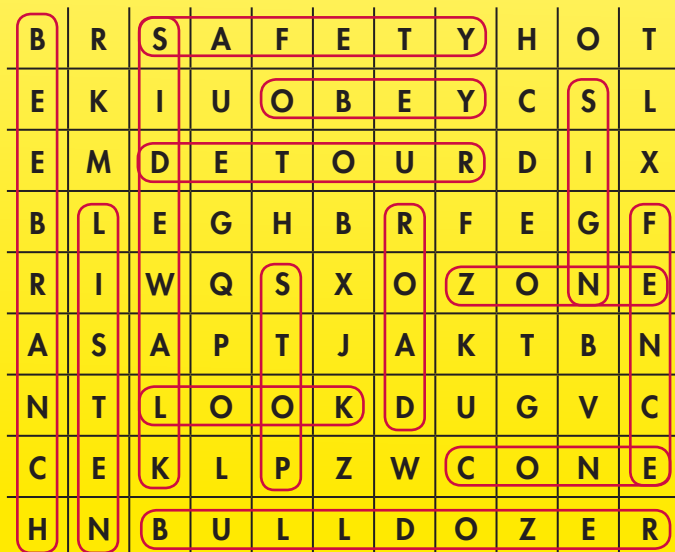 B R S A F E T Y H O T
E K I U O B E Y C S L
E M D E T O U R D I X
B L E G H B R F E G F
R I W Q S X O Z O N E
A S A P T J A K T B N
N T L O O K D U G V C
C E K L P Z W C O N E
H N B U L L D O Z E R